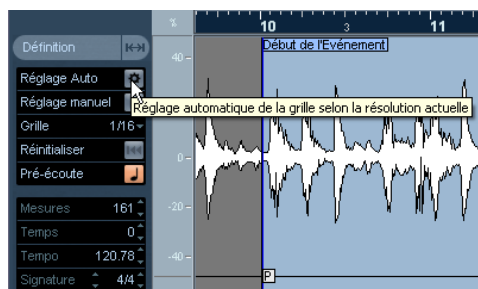 %
10 3 11
Définition
Début de l'Evénement
40
Réglage Auto
Réglage manuel
Réglage automatique de la grille selon la résolution actuelle
Grille 1/16
Réinitialiser
0
Pré-écoute
Mesures 161
-20
Temps 0
Tempo 120.78
-40
Signature 4/4
P